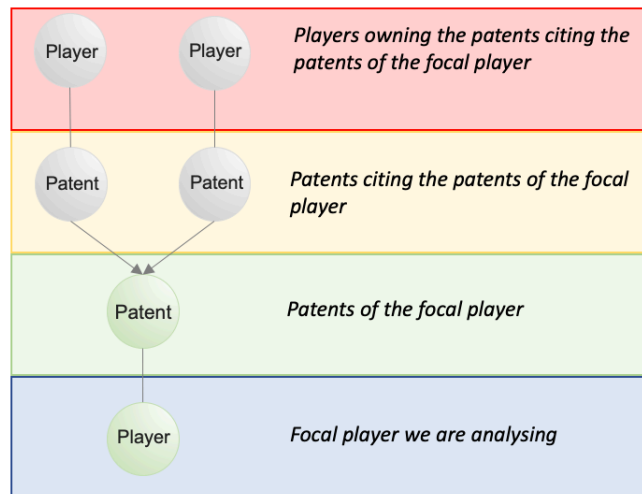 Player
Player
Players owning the patents citing the
patents of the focal player
Patent
Patent
Patents citing the patents of the focal
player
Patent
Patents of the focal player
Player
Focal player we are analysing